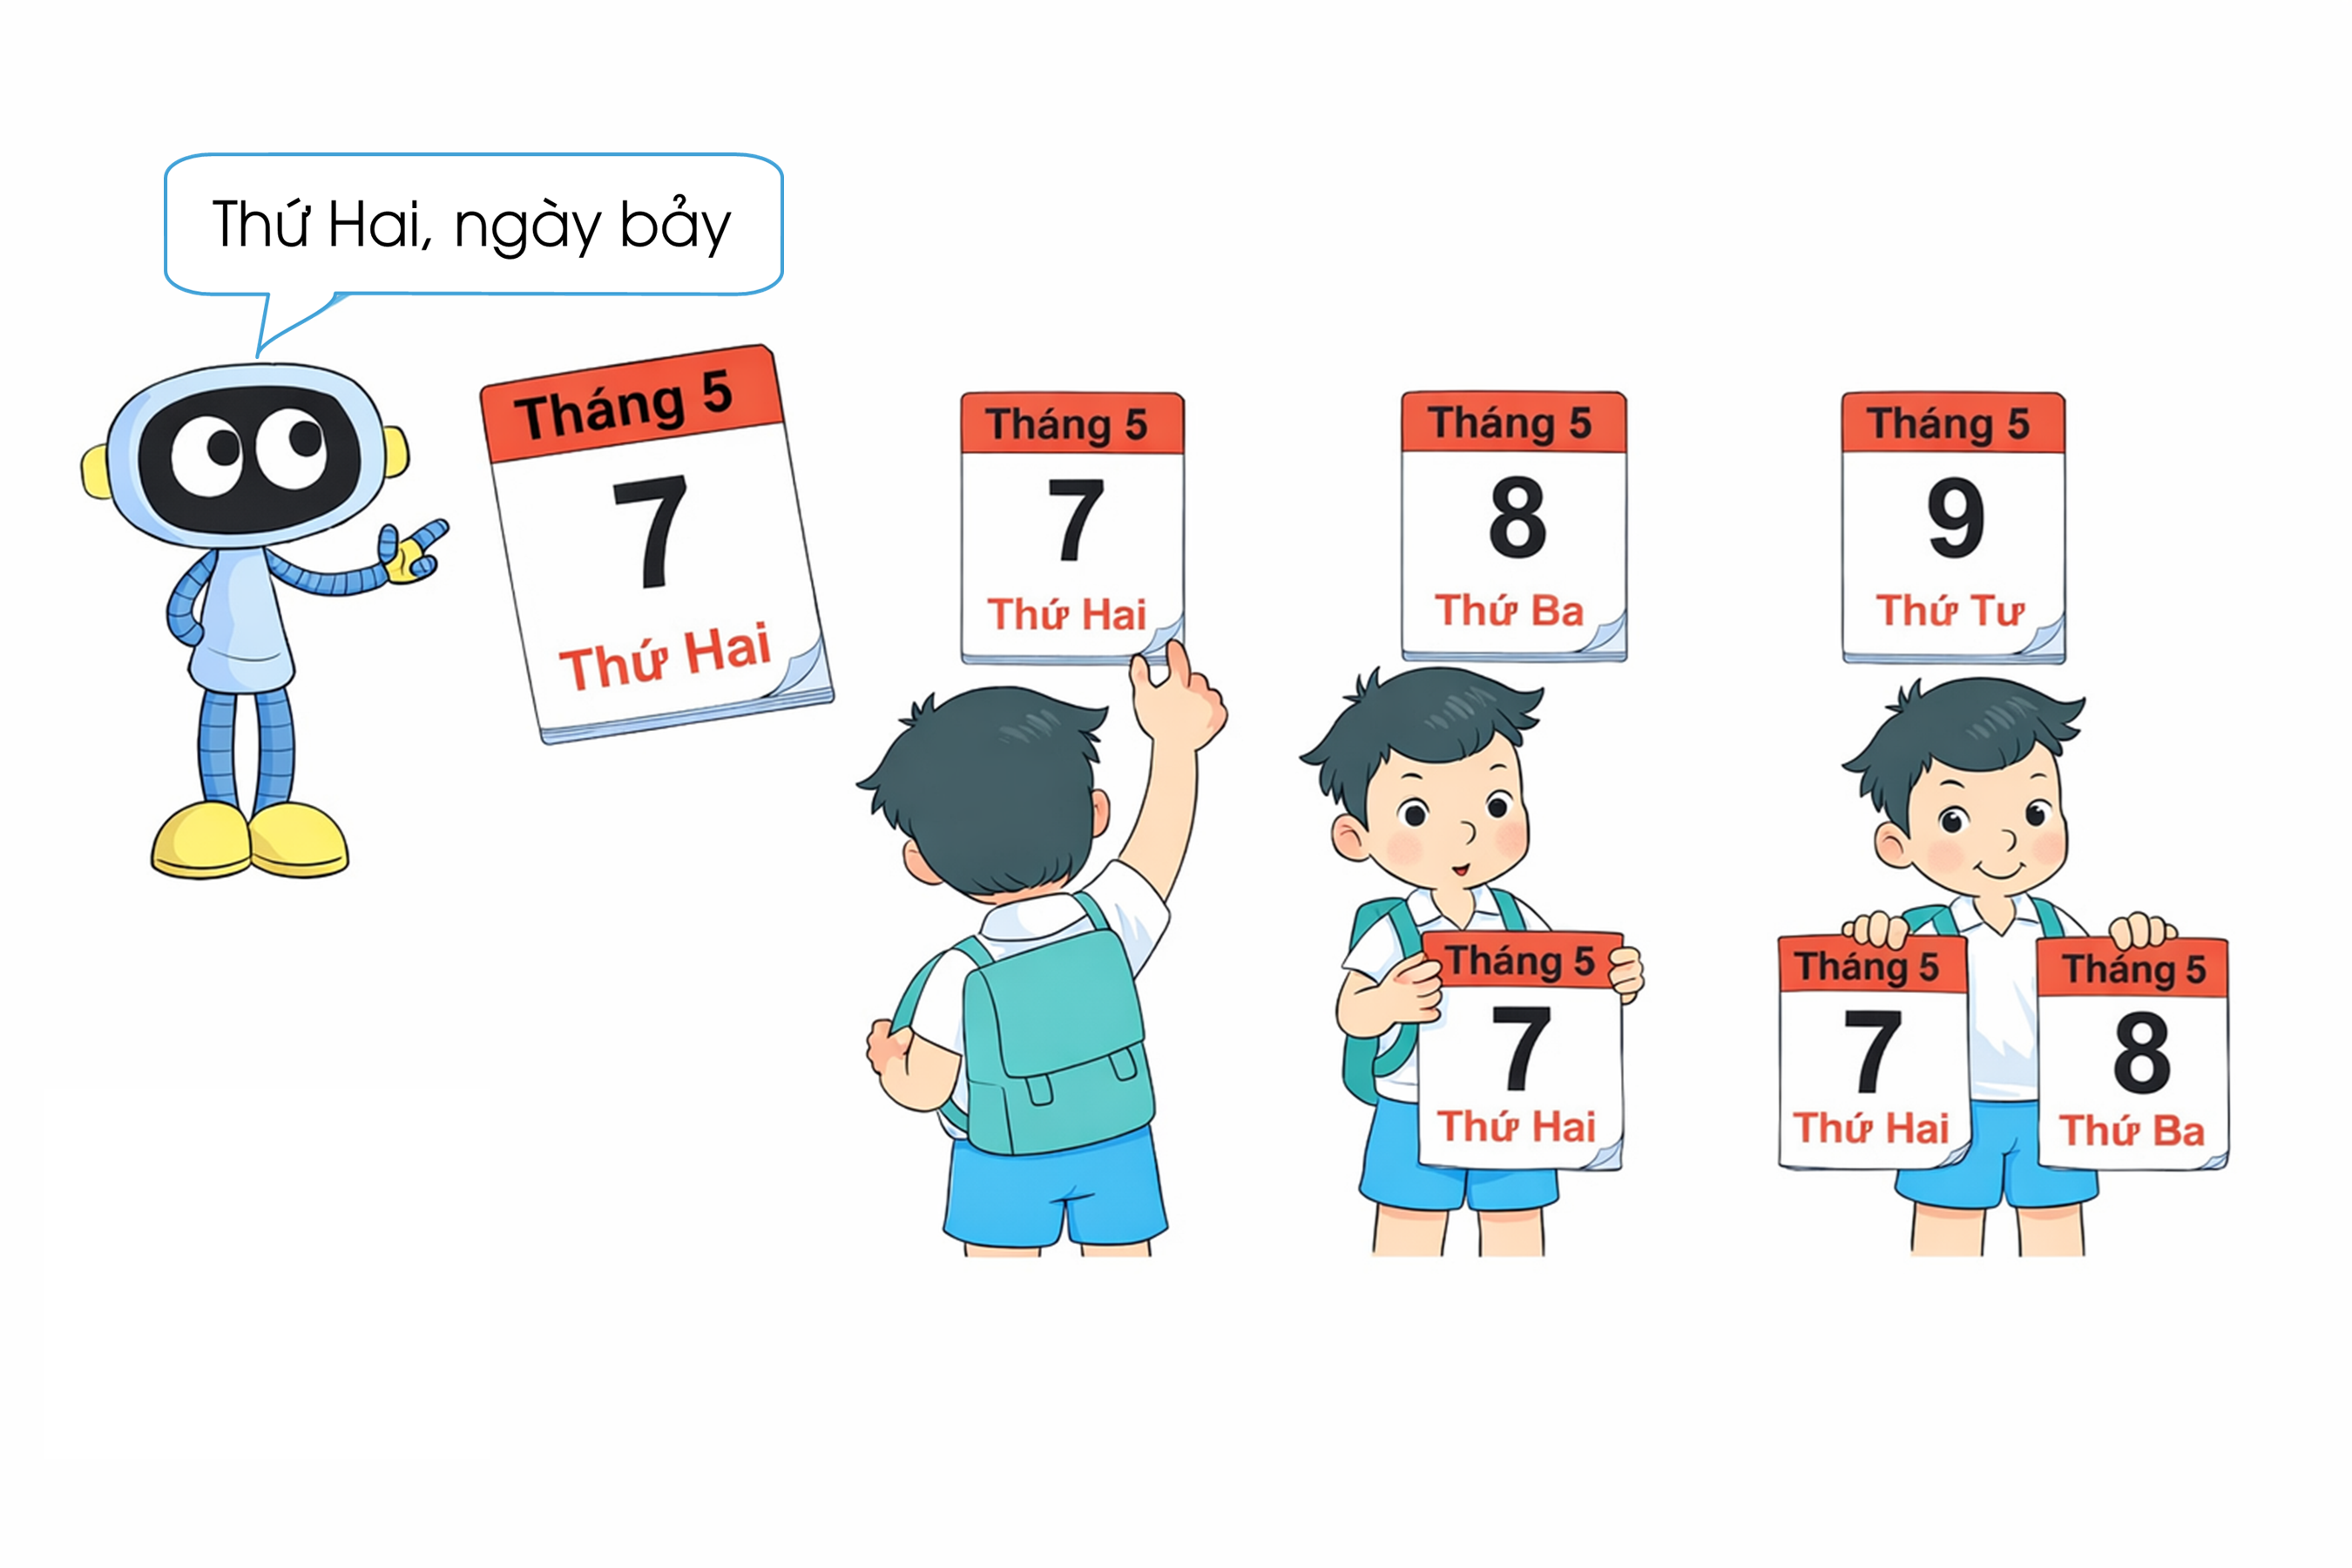 Thứ Hai, ngày bảy
Tháng 5
7
Thứ Hai
Tháng 5
7
Thứ Hai
Tháng 5
8
Thứ Ba
Tháng 5
9
Thứ Tư
Tháng 5
7
Thứ Hai
Tháng 5
7
Thứ Hai
Tháng 5
8
Thứ Ba